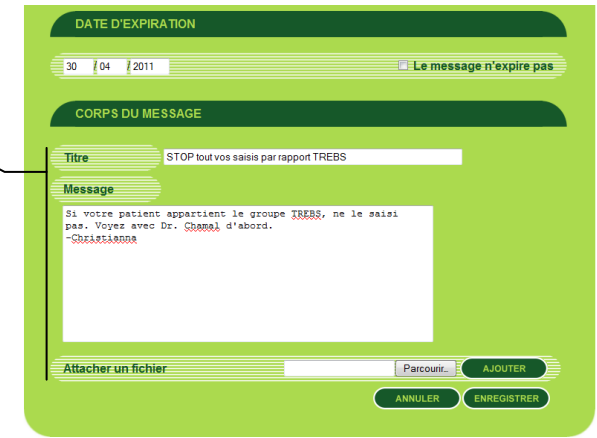 DATE D'EXPIRATION
30 / 04 / 2011 Le message n'expire pas
CORPS DU MESSAGE
Titre STOP tout vos saisis par rapport TREBS
Message
Si votre patient appartient le groupe TREBS, ne le saisi
pas. Voyez avec Dr. Chamal d'abord.
-Christianna
Attacher un fichier Parcourir... AJOUTER
ANNULER ENREGISTRER